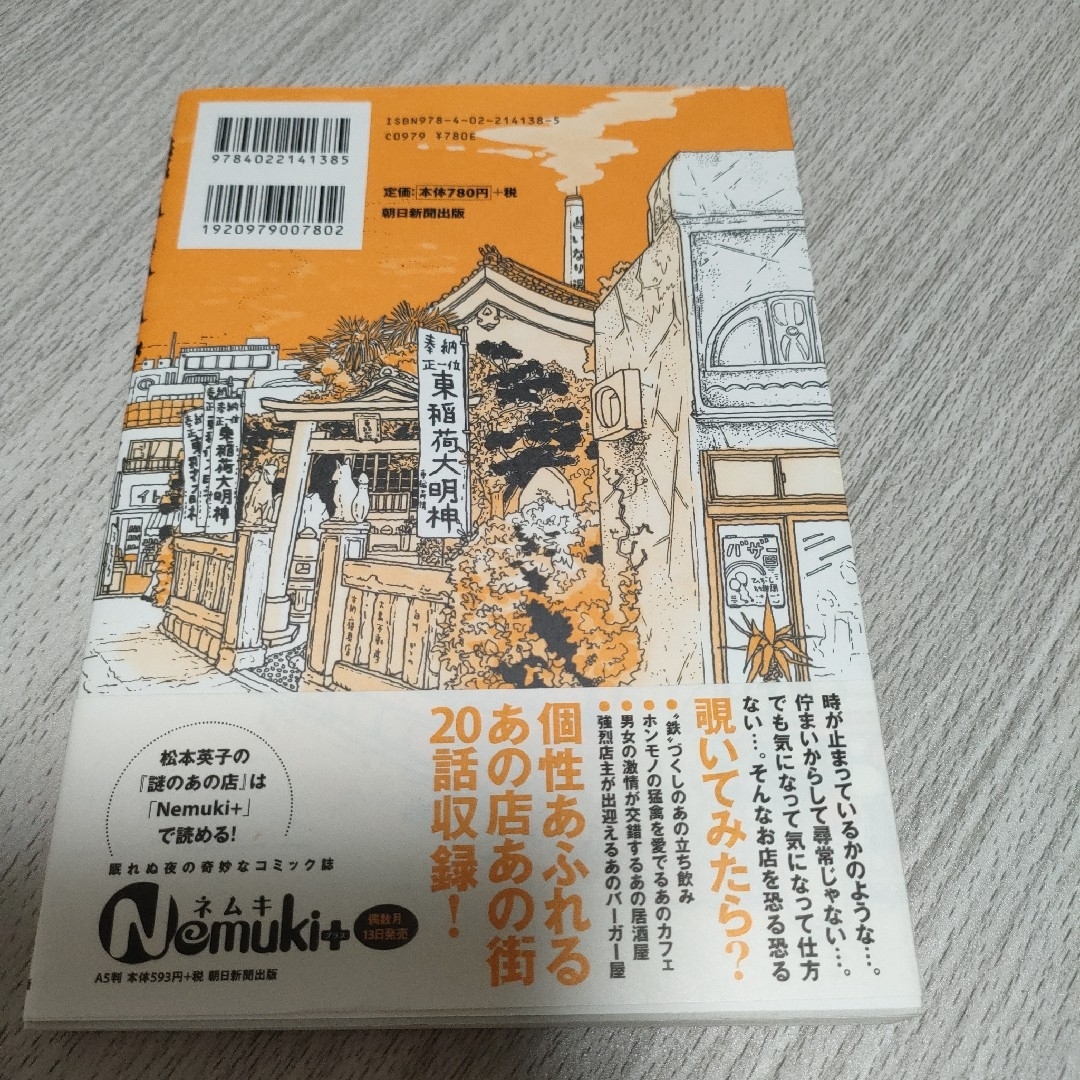 9784022141385
1920979007802
ISBN978-4-02-214138-5
C0979 ¥780E
定価:本体780円+税
朝日新聞出版
いなり湯
奉納
正一位
東稲荷大明神
東稲荷大明神
イト
バザー
時が止まっているかのような…。
佇まいからして尋常じゃない…。
でも気になって気になって仕方
ない…。そんなお店を恐る恐る
覗いてみたら?
●“鉄”づくしのあの立ち飲み
●ホンモノの猛禽を愛でるあのカフェ
●男女の激情が交錯するあの居酒屋
●強烈店主が出迎えるあのバーガー屋
個性あふれる
あの店あの街
20話収録!
松本英子の
『謎のあの店』は
「Nemuki+」
で読める!
眠れぬ夜の奇妙なコミック誌
ネムキ
Nemuki+
プラス
偶数月
13日発売
A5判 本体593円+税 朝日新聞出版